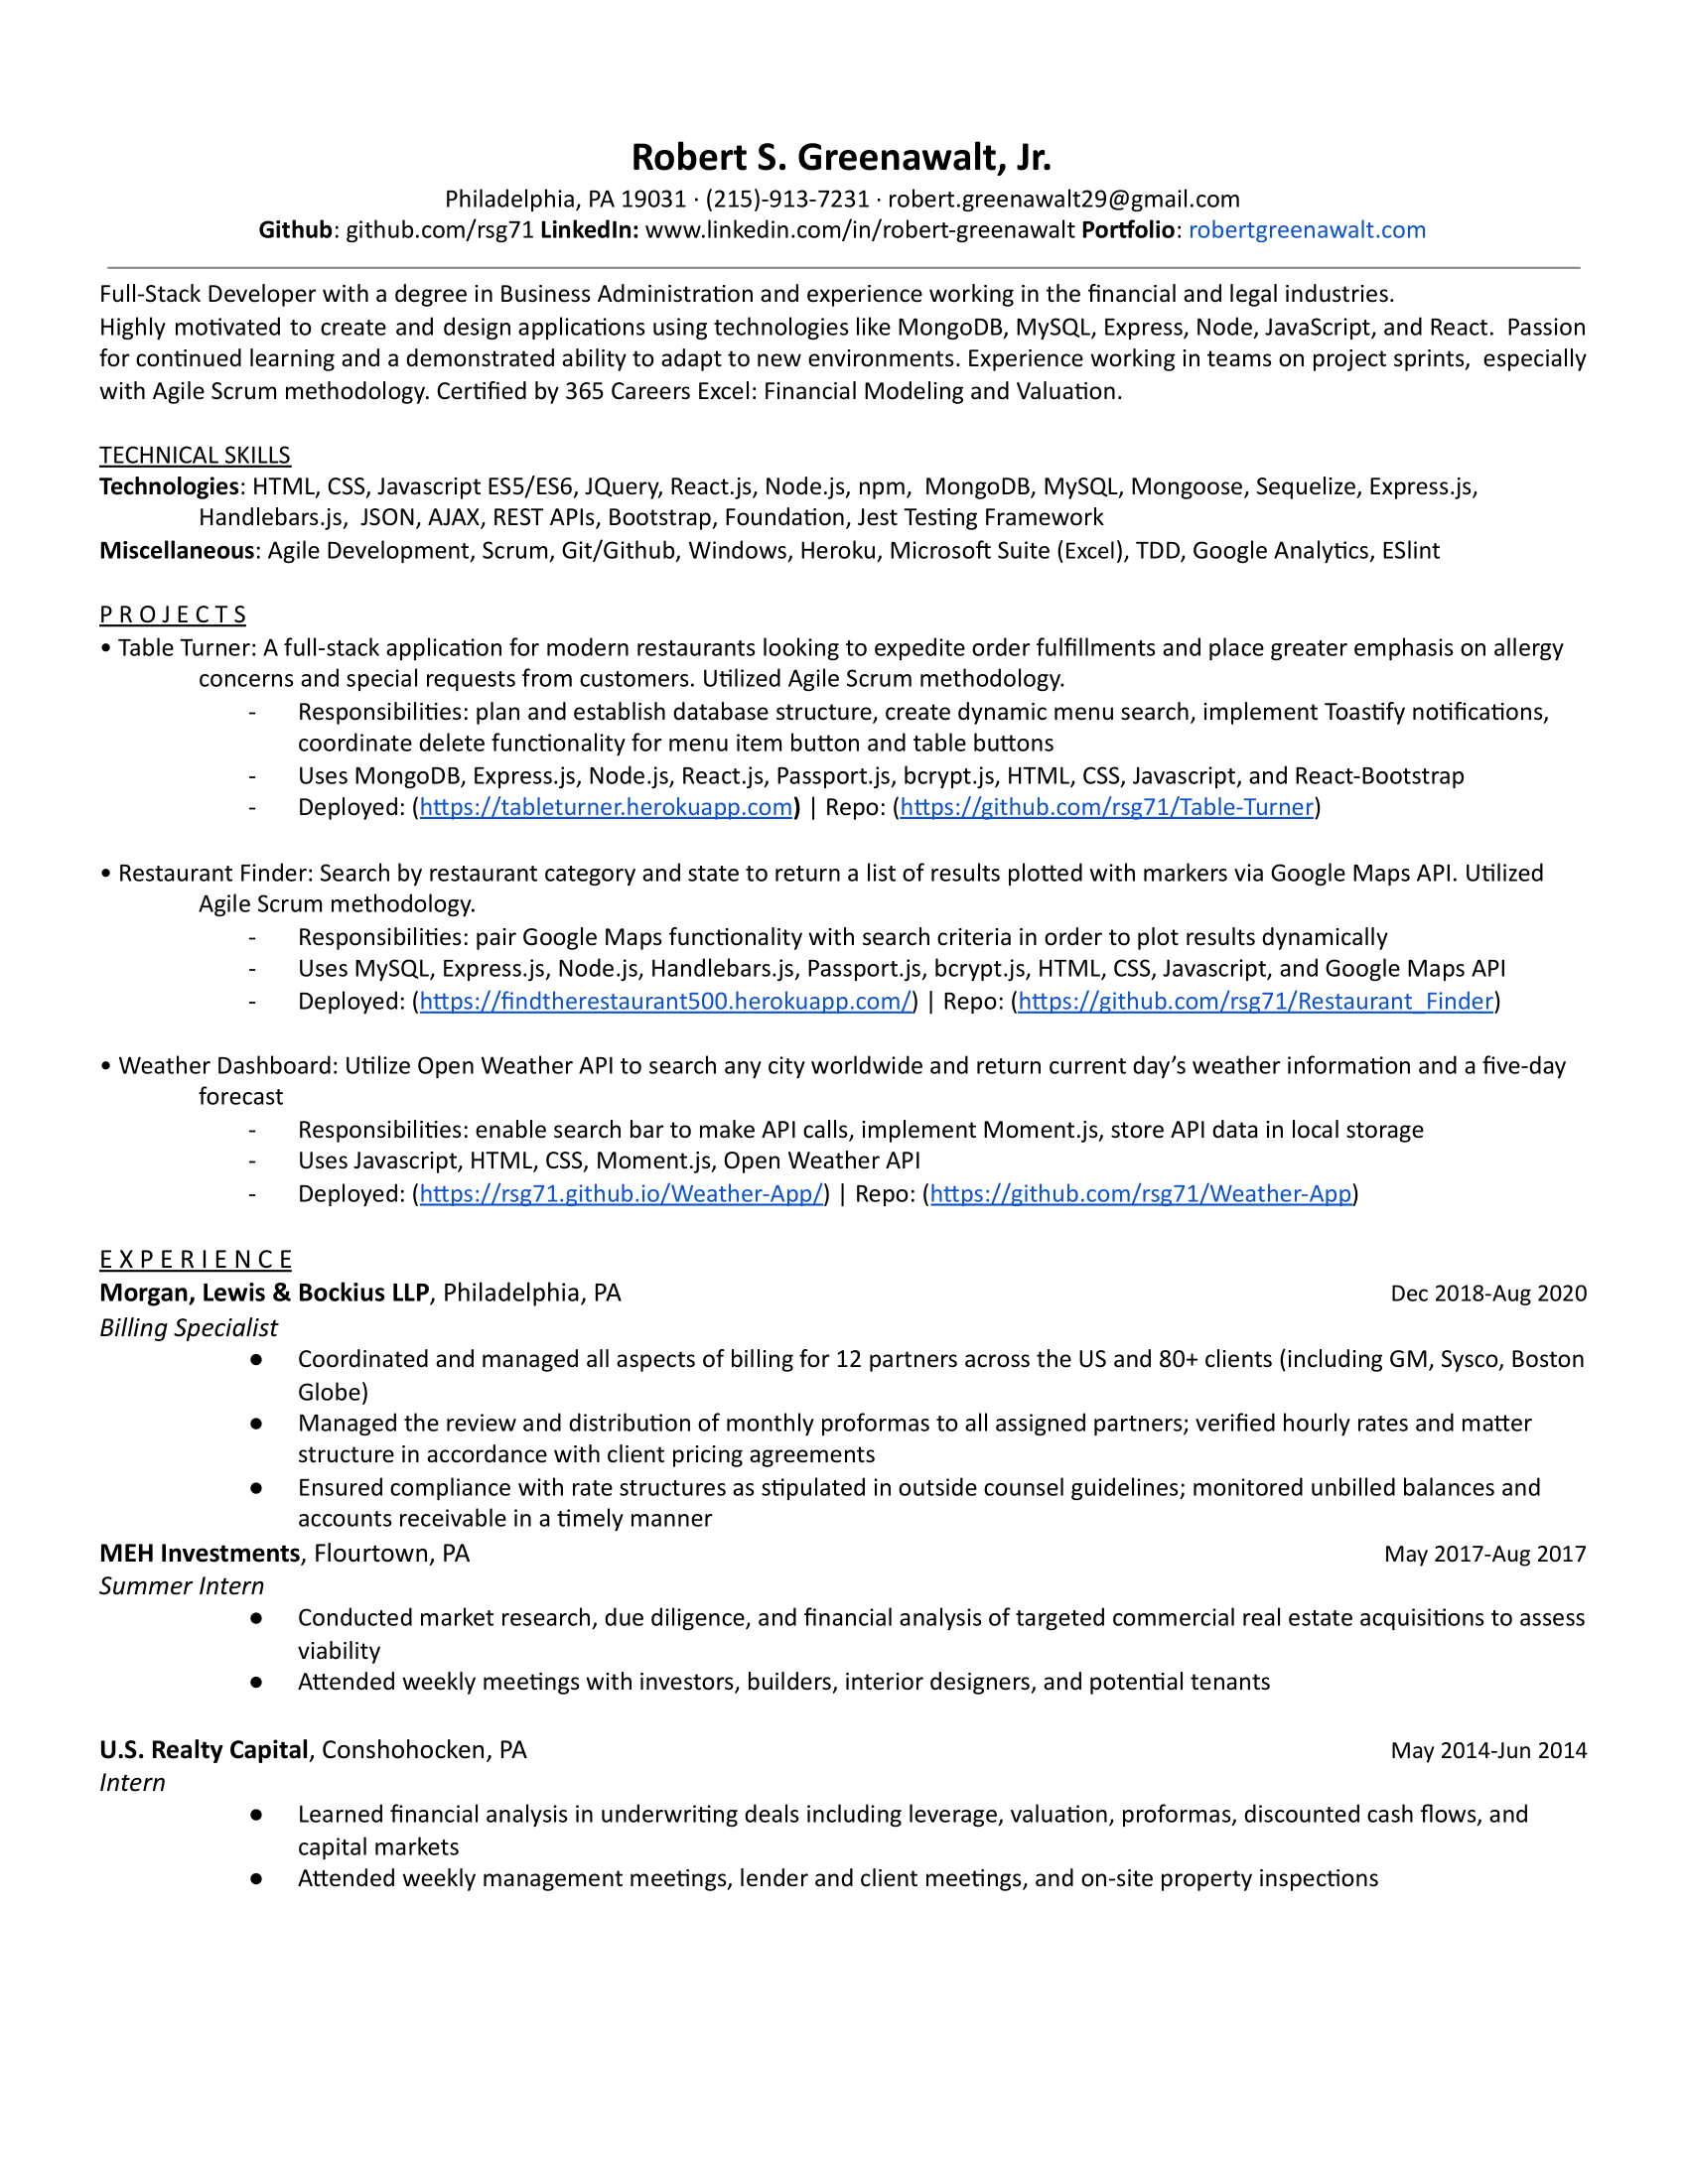 Robert S. Greenawalt, Jr.
Philadelphia, PA 19031 · (215)-913-7231 · robert.greenawalt29@gmail.com
Github: github.com/rsg71 LinkedIn: www.linkedin.com/in/robert-greenawalt Portfolio: robertgreenawalt.com
Full-Stack Developer with a degree in Business Administration and experience working in the financial and legal industries.
Highly motivated to create and design applications using technologies like MongoDB, MySQL, Express, Node, JavaScript, and React. Passion
for continued learning and a demonstrated ability to adapt to new environments. Experience working in teams on project sprints, especially
with Agile Scrum methodology. Certified by 365 Careers Excel: Financial Modeling and Valuation.
TECHNICAL SKILLS
Technologies: HTML, CSS, Javascript ES5/ES6, JQuery, React.js, Node.js, npm, MongoDB, MySQL, Mongoose, Sequelize, Express.js,
Handlebars.js, JSON, AJAX, REST APIs, Bootstrap, Foundation, Jest Testing Framework
Miscellaneous: Agile Development, Scrum, Git/Github, Windows, Heroku, Microsoft Suite (Excel), TDD, Google Analytics, ESlint
P R O J E C T S
• Table Turner: A full-stack application for modern restaurants looking to expedite order fulfillments and place greater emphasis on allergy
concerns and special requests from customers. Utilized Agile Scrum methodology.
- Responsibilities: plan and establish database structure, create dynamic menu search, implement Toastify notifications,
coordinate delete functionality for menu item button and table buttons
- Uses MongoDB, Express.js, Node.js, React.js, Passport.js, bcrypt.js, HTML, CSS, Javascript, and React-Bootstrap
- Deployed: (https://tableturner.herokuapp.com) | Repo: (https://github.com/rsg71/Table-Turner)
• Restaurant Finder: Search by restaurant category and state to return a list of results plotted with markers via Google Maps API. Utilized
Agile Scrum methodology.
- Responsibilities: pair Google Maps functionality with search criteria in order to plot results dynamically
- Uses MySQL, Express.js, Node.js, Handlebars.js, Passport.js, bcrypt.js, HTML, CSS, Javascript, and Google Maps API
- Deployed: (https://findtherestaurant500.herokuapp.com/) | Repo: (https://github.com/rsg71/Restaurant_Finder)
• Weather Dashboard: Utilize Open Weather API to search any city worldwide and return current day’s weather information and a five-day
forecast
- Responsibilities: enable search bar to make API calls, implement Moment.js, store API data in local storage
- Uses Javascript, HTML, CSS, Moment.js, Open Weather API
- Deployed: (https://rsg71.github.io/Weather-App/) | Repo: (https://github.com/rsg71/Weather-App)
E X P E R I E N C E
Morgan, Lewis & Bockius LLP, Philadelphia, PA Dec 2018-Aug 2020
Billing Specialist
● Coordinated and managed all aspects of billing for 12 partners across the US and 80+ clients (including GM, Sysco, Boston
Globe)
● Managed the review and distribution of monthly proformas to all assigned partners; verified hourly rates and matter
structure in accordance with client pricing agreements
● Ensured compliance with rate structures as stipulated in outside counsel guidelines; monitored unbilled balances and
accounts receivable in a timely manner
MEH Investments, Flourtown, PA May 2017-Aug 2017
Summer Intern
● Conducted market research, due diligence, and financial analysis of targeted commercial real estate acquisitions to assess
viability
● Attended weekly meetings with investors, builders, interior designers, and potential tenants
U.S. Realty Capital, Conshohocken, PA May 2014-Jun 2014
Intern
● Learned financial analysis in underwriting deals including leverage, valuation, proformas, discounted cash flows, and
capital markets
● Attended weekly management meetings, lender and client meetings, and on-site property inspections